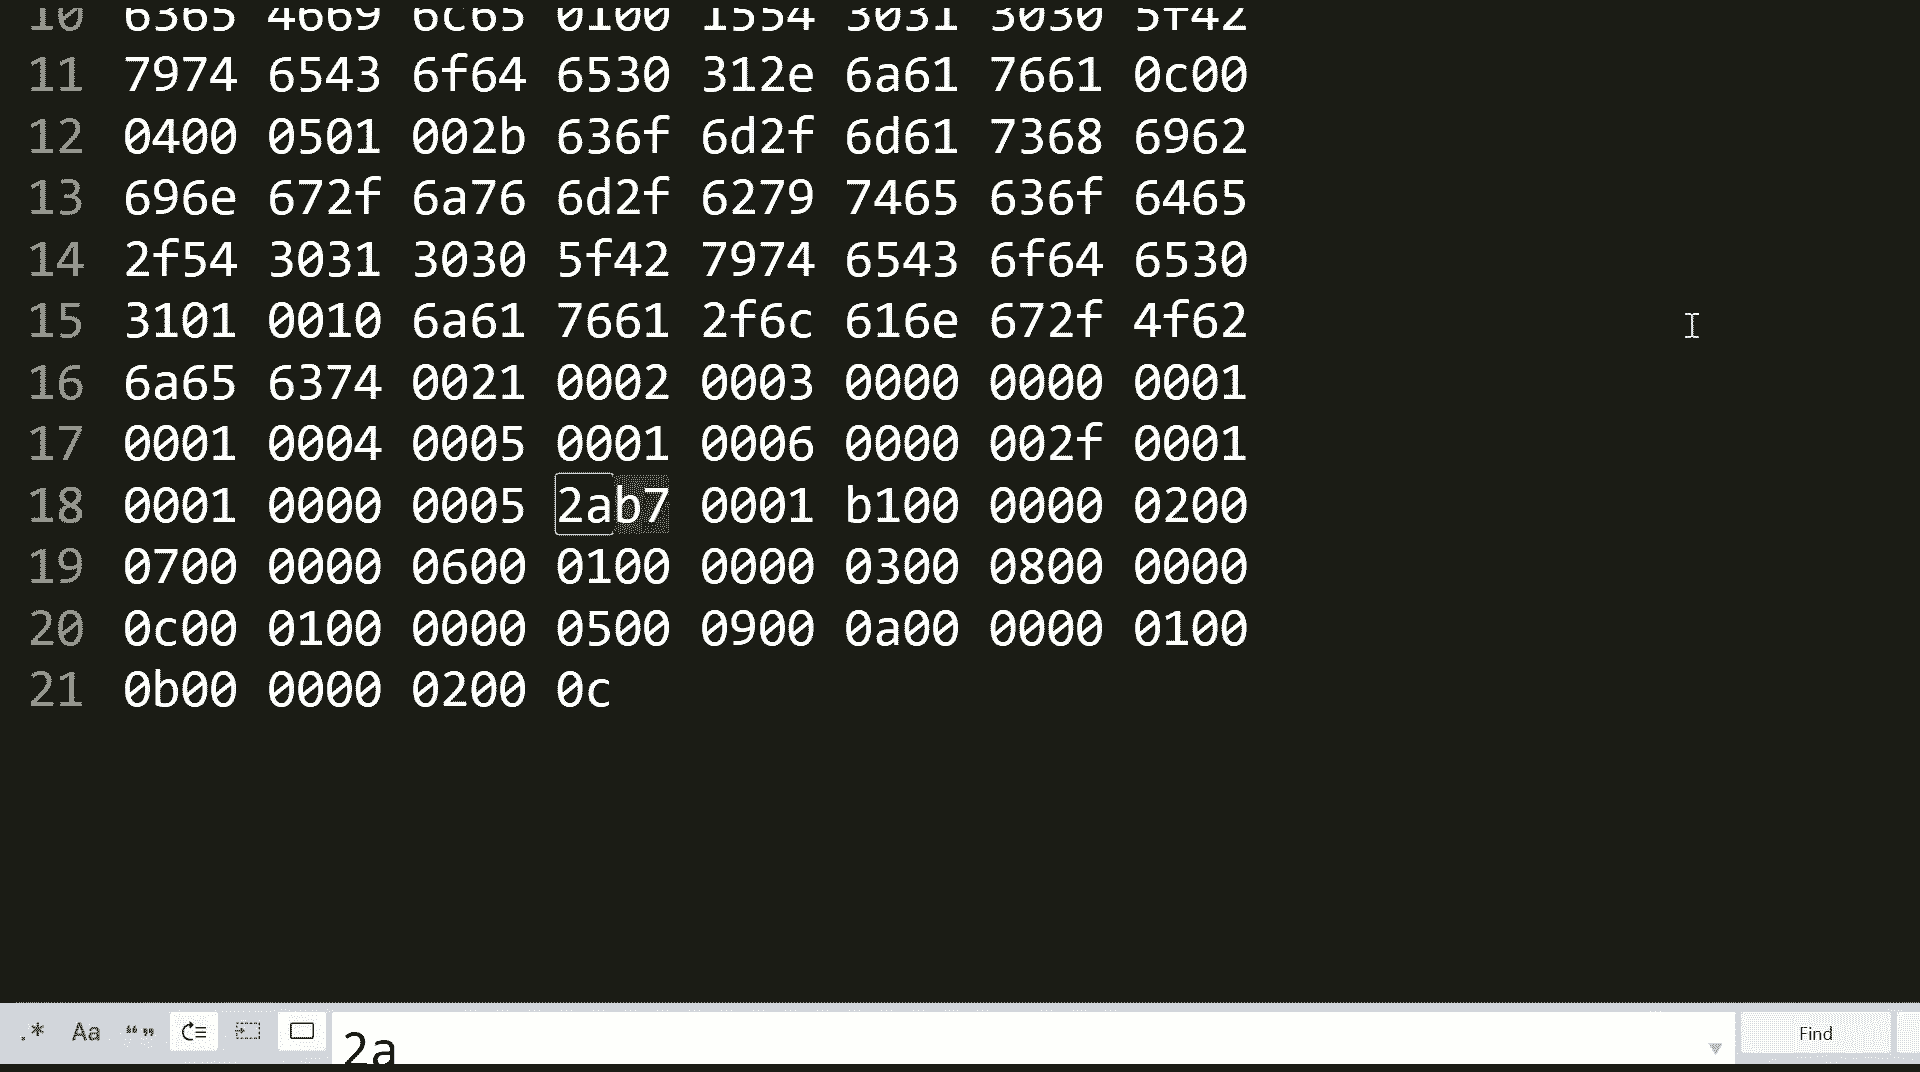 10 6365 4669 6c65 0100 1554 3031 3030 5f42
11 7974 6543 6f64 6530 312e 6a61 7661 0c00
12 0400 0501 002b 636f 6d2f 6d61 7368 6962
13 696e 672f 6a76 6d2f 6279 7465 636f 6465
14 2f54 3031 3030 5f42 7974 6543 6f64 6530
15 3101 0010 6a61 7661 2f6c 616e 672f 4f62
16 6a65 6374 0021 0002 0003 0000 0000 0001
17 0001 0004 0005 0001 0006 0000 002f 0001
18 0001 0000 0005 2ab7 0001 b100 0000 0200
19 0700 0000 0600 0100 0000 0300 0800 0000
20 0c00 0100 0000 0500 0900 0a00 0000 0100
21 0b00 0000 0200 0c
.* Aa “” 2a Find